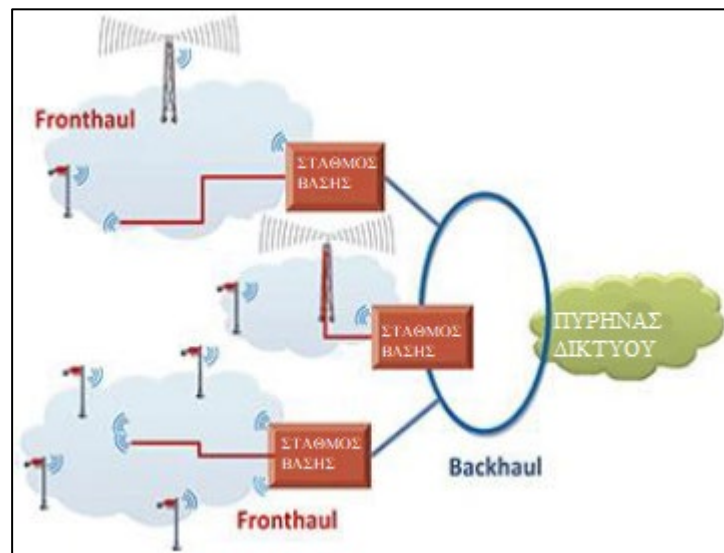 Fronthaul
ΣΤΑΘΜΟΣ
ΒΑΣΗΣ
ΣΤΑΘΜΟΣ
ΒΑΣΗΣ
ΠΥΡΗΝΑΣ
ΔΙΚΤΥΟΥ
ΣΤΑΘΜΟΣ
ΒΑΣΗΣ
Backhaul
Fronthaul